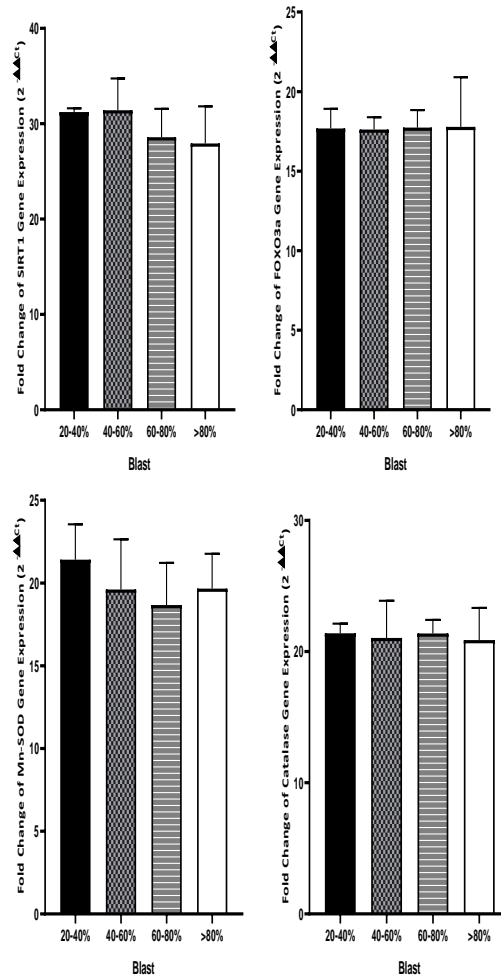 Fold Change of SIRT1 Gene Expression (2 -▲▲Ct)
40
30
20
10
0
20-40% 40-60% 60-80% >80%
Blast
Fold Change of FOXO3a Gene Expression (2 -▲▲Ct)
25
20
15
10
5
0
20-40% 40-60% 60-80% >80%
Blast
Fold Change of Mn-SOD Gene Expression (2 -▲▲Ct)
25
20
15
10
5
0
20-40% 40-60% 60-80% >80%
Blast
Fold Change of Catalase Gene Expression (2 -▲▲Ct)
30
20
10
0
20-40% 40-60% 60-80% >80%
Blast